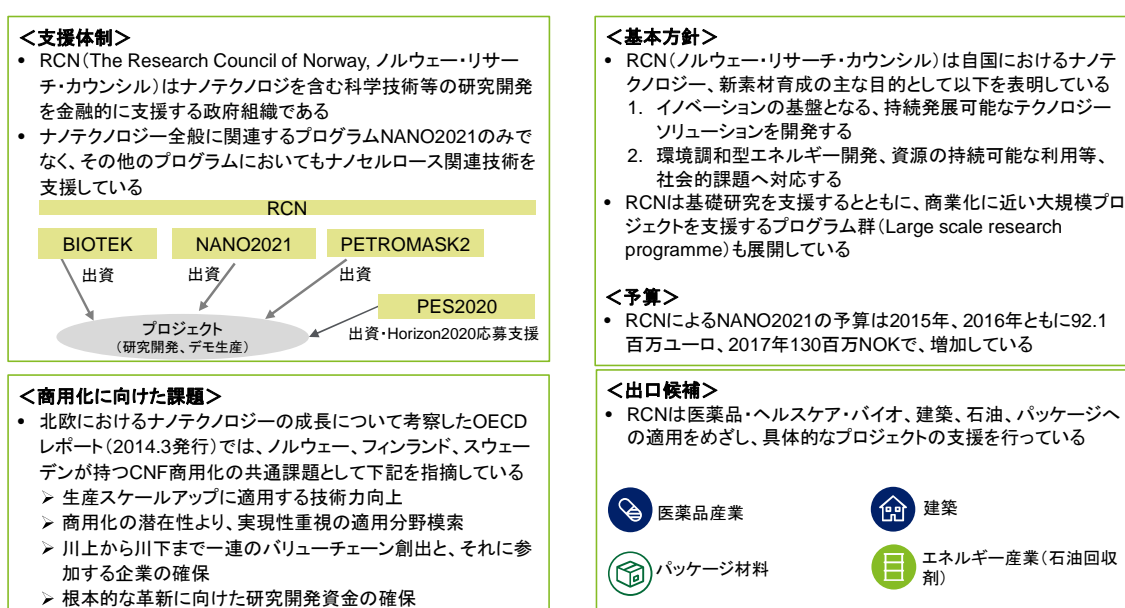 ＜支援体制＞
• RCN（The Research Council of Norway, ノルウェー・リサー
チ・カウンシル）はナノテクノロジを含む科学技術等の研究開発
を金融的に支援する政府組織である
• ナノテクノロジー全般に関連するプログラムNANO2021のみで
なく、その他のプログラムにおいてもナノセルロース関連技術を
支援している
RCN
BIOTEK
NANO2021
PETROMASK2
出資
出資
出資
PES2020
出資・Horizon2020応募支援
プロジェクト
（研究開発、デモ生産）
＜商用化に向けた課題＞
• 北欧におけるナノテクノロジーの成長について考察したOECD
レポート（2014.3発行）では、ノルウェー、フィンランド、スウェー
デンが持つCNF商用化の共通課題として下記を指摘している
➢ 生産スケールアップに適用する技術力向上
➢ 商用化の潜在性より、実現性重視の適用分野模索
➢ 川上から川下まで一連のバリューチェーン創出と、それに参
加する企業の確保
➢ 根本的な革新に向けた研究開発資金の確保
＜基本方針＞
• RCN（ノルウェー・リサーチ・カウンシル）は自国におけるナノテ
クノロジー、新素材育成の主な目的として以下を表明している
1. イノベーションの基盤となる、持続発展可能なテクノロジー
ソリューションを開発する
2. 環境調和型エネルギー開発、資源の持続可能な利用等、
社会的課題へ対応する
• RCNは基礎研究を支援するとともに、商業化に近い大規模プロ
ジェクトを支援するプログラム群（Large scale research
programme）も展開している
＜予算＞
• RCNによるNANO2021の予算は2015年、2016年ともに92.1
百万ユーロ、2017年130百万NOKで、増加している
＜出口候補＞
• RCNは医薬品・ヘルスケア・バイオ、建築、石油、パッケージへ
の適用をめざし、具体的なプロジェクトの支援を行っている
医薬品産業
建築
パッケージ材料
エネルギー産業（石油回収
剤）